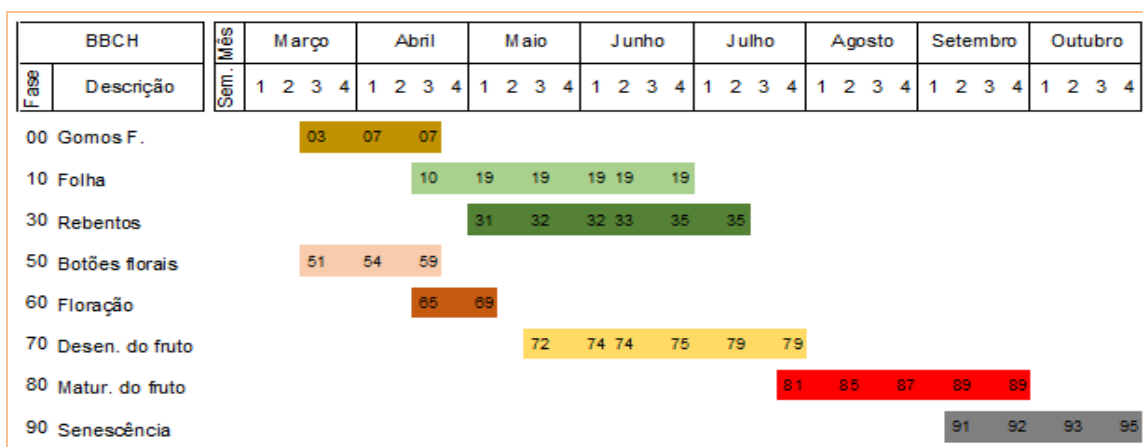 BBCH Mês Março Abril Maio Junho Julho Agosto Setembro Outubro
Fase Descrição Sem. 1 2 3 4 1 2 3 4 1 2 3 4 1 2 3 4 1 2 3 4 1 2 3 4 1 2 3 4 1 2 3 4
00 Gomos F. 03 07 07
10 Folha 10 19 19 19 19 19
30 Rebentos 31 32 32 33 35 35
50 Botões florais 51 54 59
60 Floração 65 69
70 Desen. do fruto 72 74 74 75 79 79
80 Matur. do fruto 81 85 87 89 89
90 Senescência 91 92 93 95